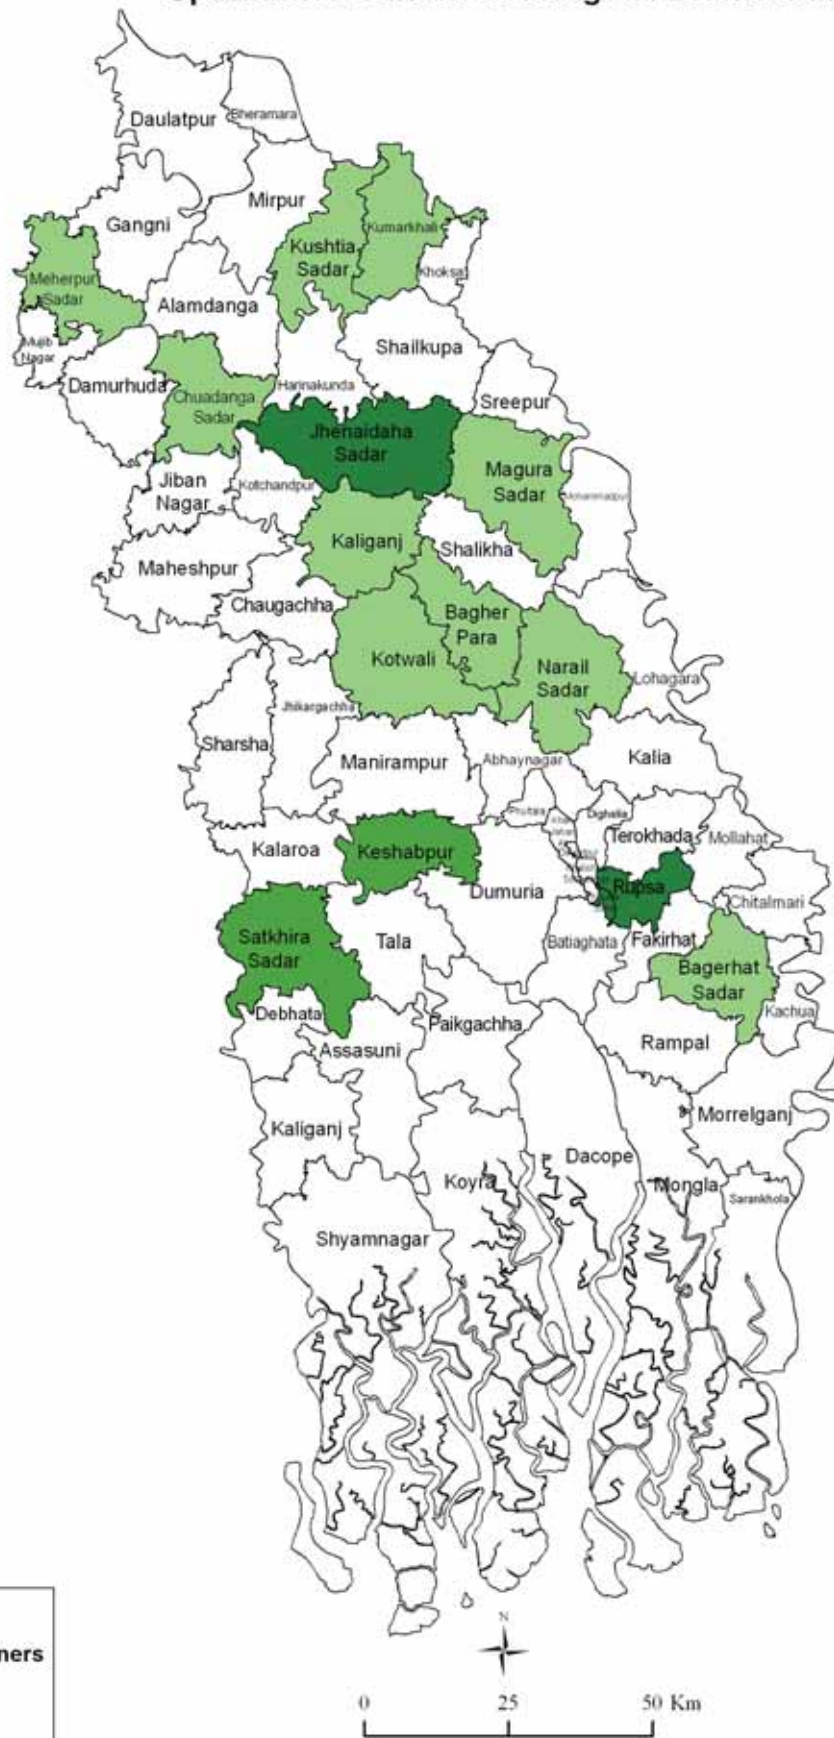 Daulatpur
Bheramara
Mirpur
Gangni
Kumarkhali
Kushtia
Sadar
Khoksa
Meherpur
Sadar
Alamdanga
Mujib
Nagar
Shailkupa
Damurhuda
Harinakunda
Chuadanga
Sadar
Sreepur
Jhenaidaha
Sadar
Magura
Sadar
Jiban
Nagar
Kotchandpur
Mohammadpur
Kaliganj
Shalikha
Maheshpur
Chaugachha
Bagher
Para
Kotwali
Narail
Sadar
Lohagara
Jhikargachha
Sharsha
Manirampur
Abhaynagar
Kalia
Phultala
Dighalia
Terokhada
Mollahat
Kalaroa
Keshabpur
Dumuria
Rupsa
Chitalmari
Satkhira
Sadar
Tala
Batiaghata
Fakirhat
Bagerhat
Sadar
Debhata
Kachua
Paikgachha
Assasuni
Rampal
Morrelganj
Kaliganj
Dacope
Koyra
Mongla
Sarankhola
Shyamnagar
N
ners
0 25 50 Km